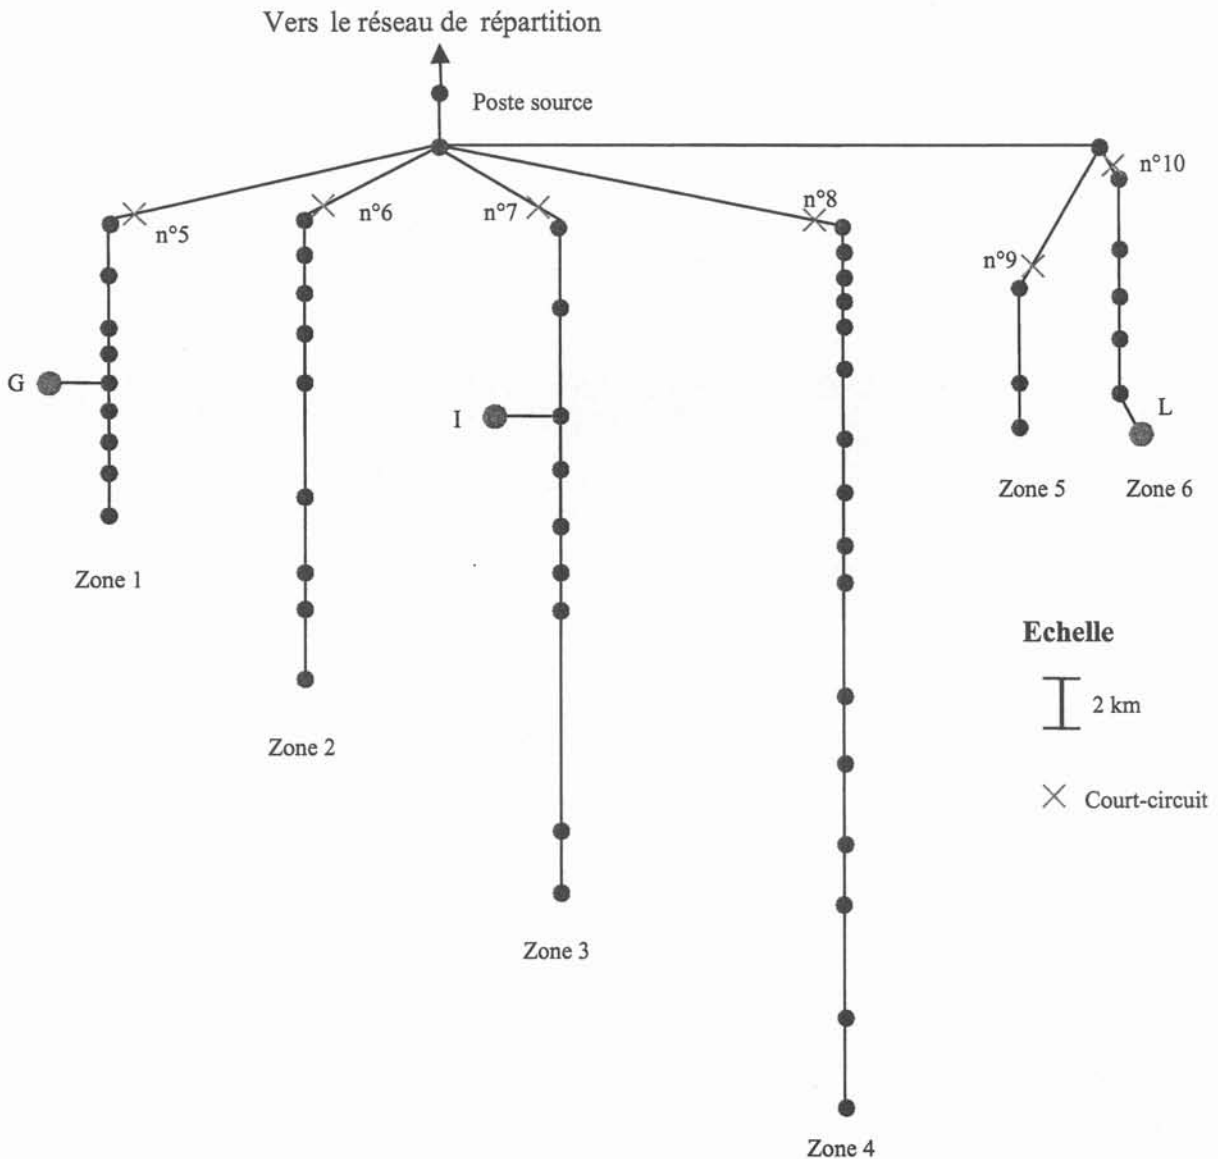 Vers le réseau de répartition
Poste source
n°5
n°6
n°7
n°8
n°9
n°10
G
I
L
Zone 1
Zone 2
Zone 3
Zone 4
Zone 5
Zone 6
Echelle
2 km
Court-circuit